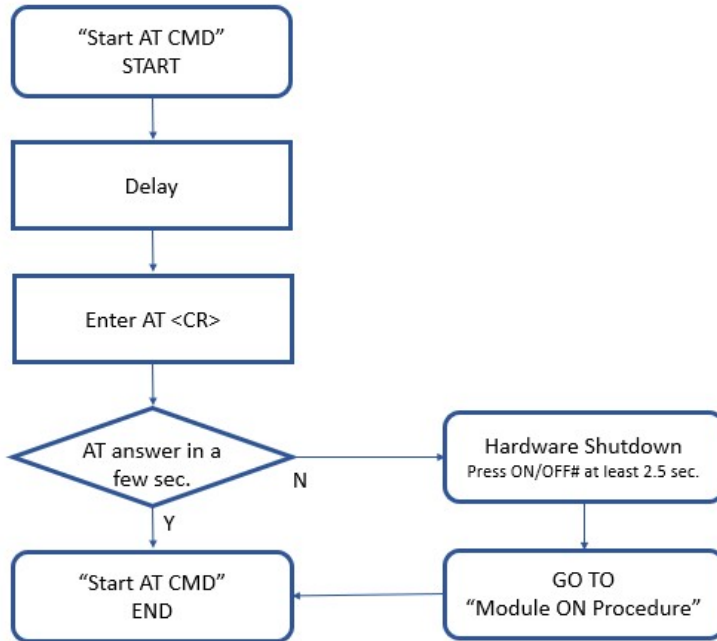 “Start AT CMD”
START
Delay
Enter AT <CR>
AT answer in a
few sec.
N
Y
Hardware Shutdown
Press ON/OFF# at least 2.5 sec.
“Start AT CMD”
END
GO TO
“Module ON Procedure”